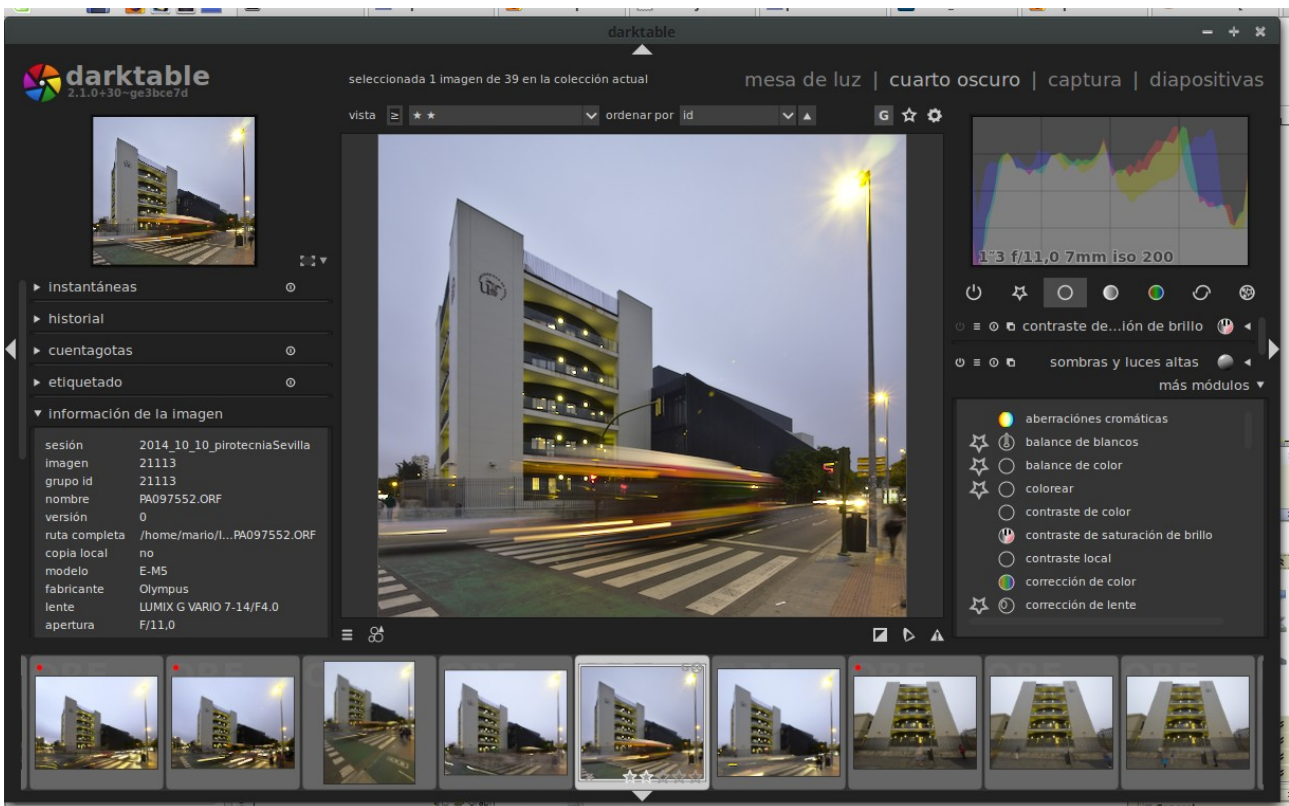 darktable
darktable
2.1.0+30~ge3bce7d
seleccionada 1 imagen de 39 en la colección actual
mesa de luz | cuarto oscuro | captura | diapositivas
vista ≥ ★ ★ ordenar por id
G
1"3 f/11,0 7mm iso 200
instantáneas
historial
cuentagotas
etiquetado
información de la imagen
sesión 2014_10_10_pirotecniaSevilla
imagen 21113
grupo id 21113
nombre PA097552.ORF
versión 0
ruta completa /home/mario/I...PA097552.ORF
copia local no
modelo E-M5
fabricante Olympus
lente LUMIX G VARIO 7-14/F4.0
apertura F/11,0
contraste de...ión de brillo
sombras y luces altas
más módulos
aberraciónes cromáticas
balance de blancos
balance de color
colorear
contraste de color
contraste de saturación de brillo
contraste local
corrección de color
corrección de lente